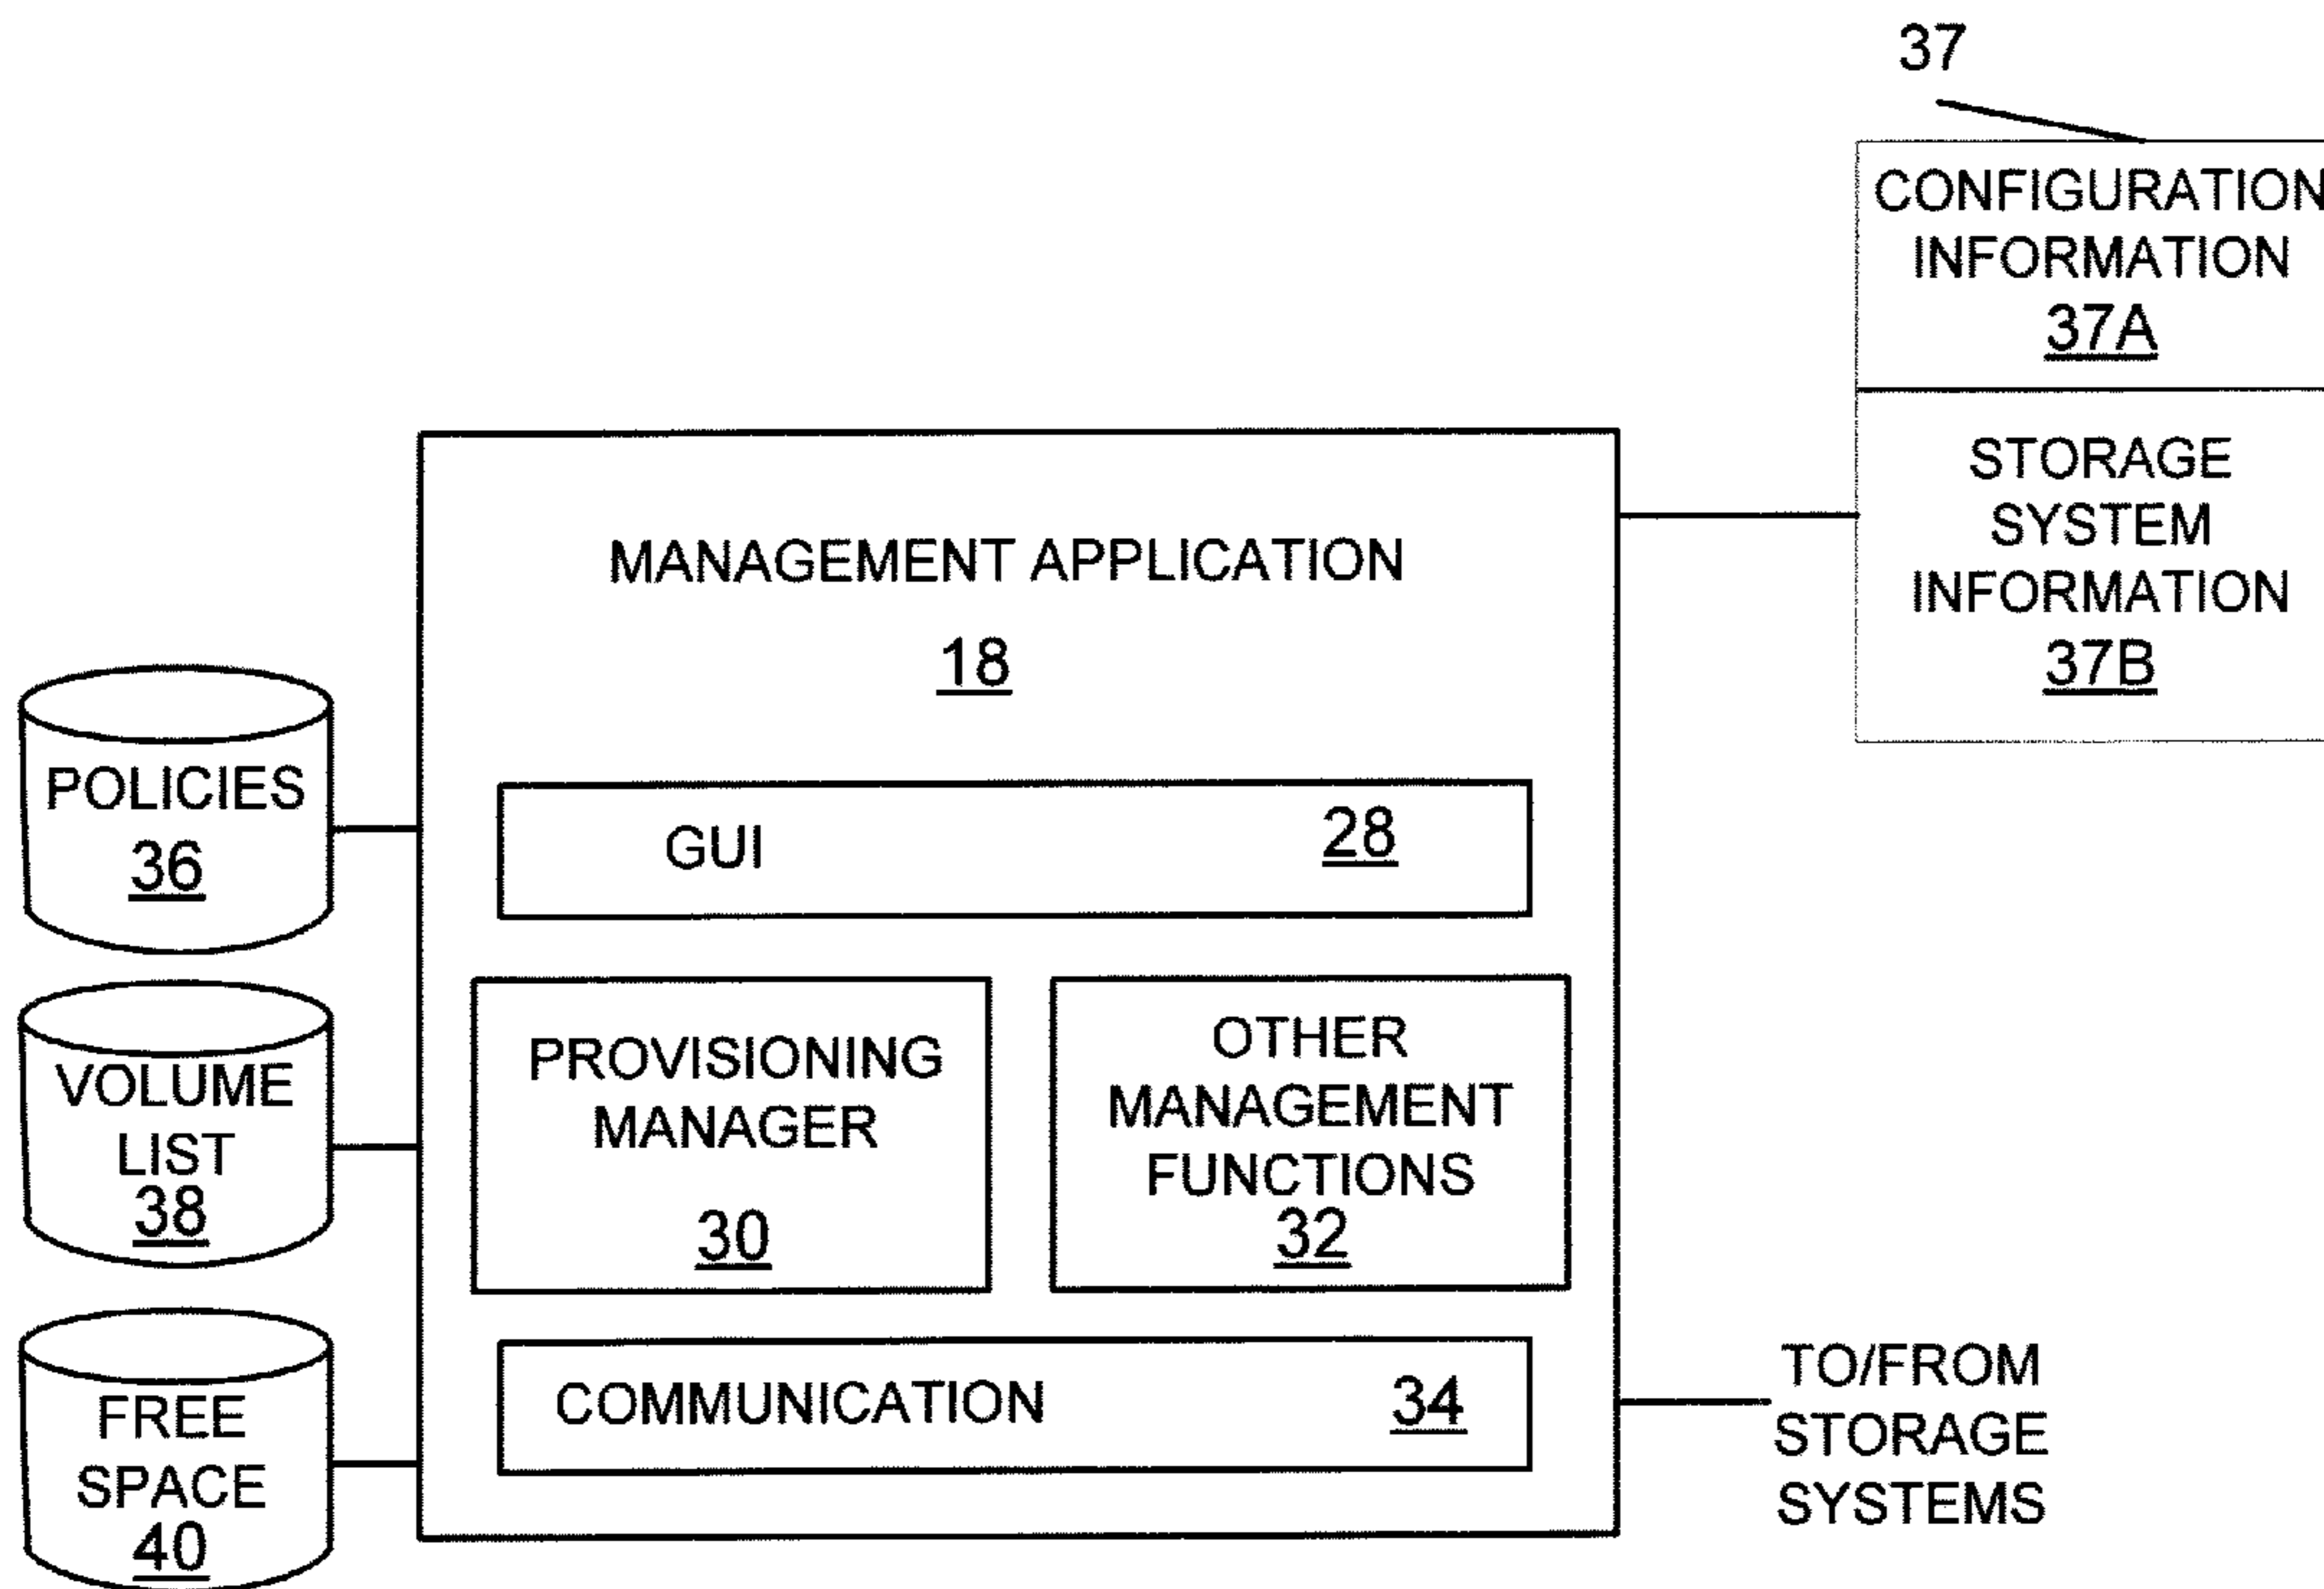 37
CONFIGURATION
INFORMATION
37A
STORAGE
SYSTEM
INFORMATION
37B
MANAGEMENT APPLICATION
18
POLICIES
36
GUI 28
VOLUME
LIST
38
PROVISIONING
MANAGER
30
OTHER
MANAGEMENT
FUNCTIONS
32
FREE
SPACE
40
COMMUNICATION 34
TO/FROM
STORAGE
SYSTEMS